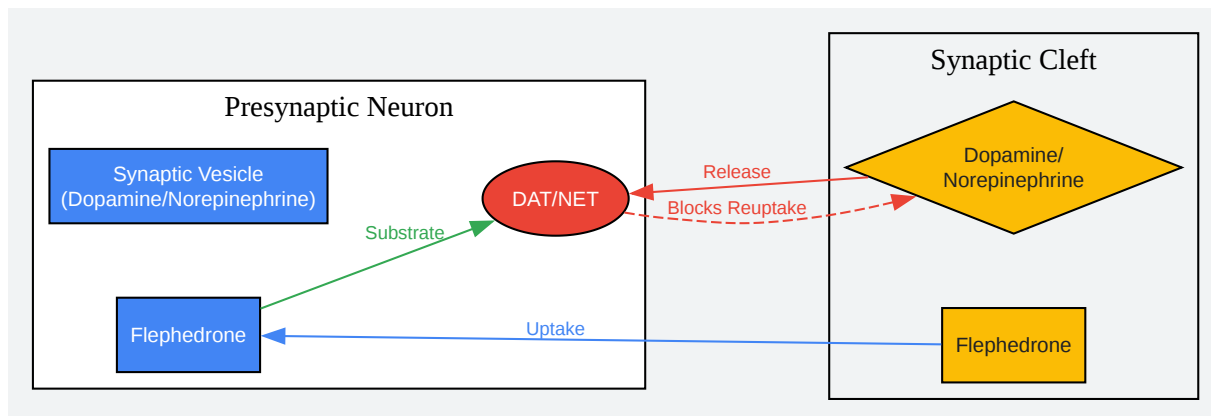 Synaptic Cleft
Presynaptic Neuron
Synaptic Vesicle
(Dopamine/Norepinephrine)
DAT/NET
Release
Blocks Reuptake
Dopamine/
Norepinephrine
Substrate
Flephedrone
Uptake
Flephedrone